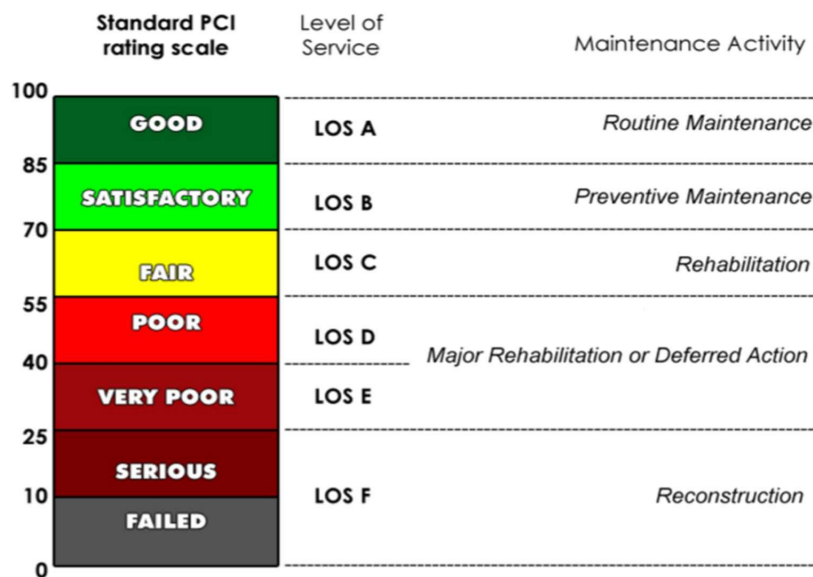 Standard PCI
rating scale
Level of
Service
Maintenance Activity
100
GOOD
LOS A
Routine Maintenance
85
SATISFACTORY
LOS B
Preventive Maintenance
70
FAIR
LOS C
Rehabilitation
55
POOR
LOS D
Major Rehabilitation or Deferred Action
40
VERY POOR
LOS E
25
SERIOUS
LOS F
Reconstruction
10
FAILED
0